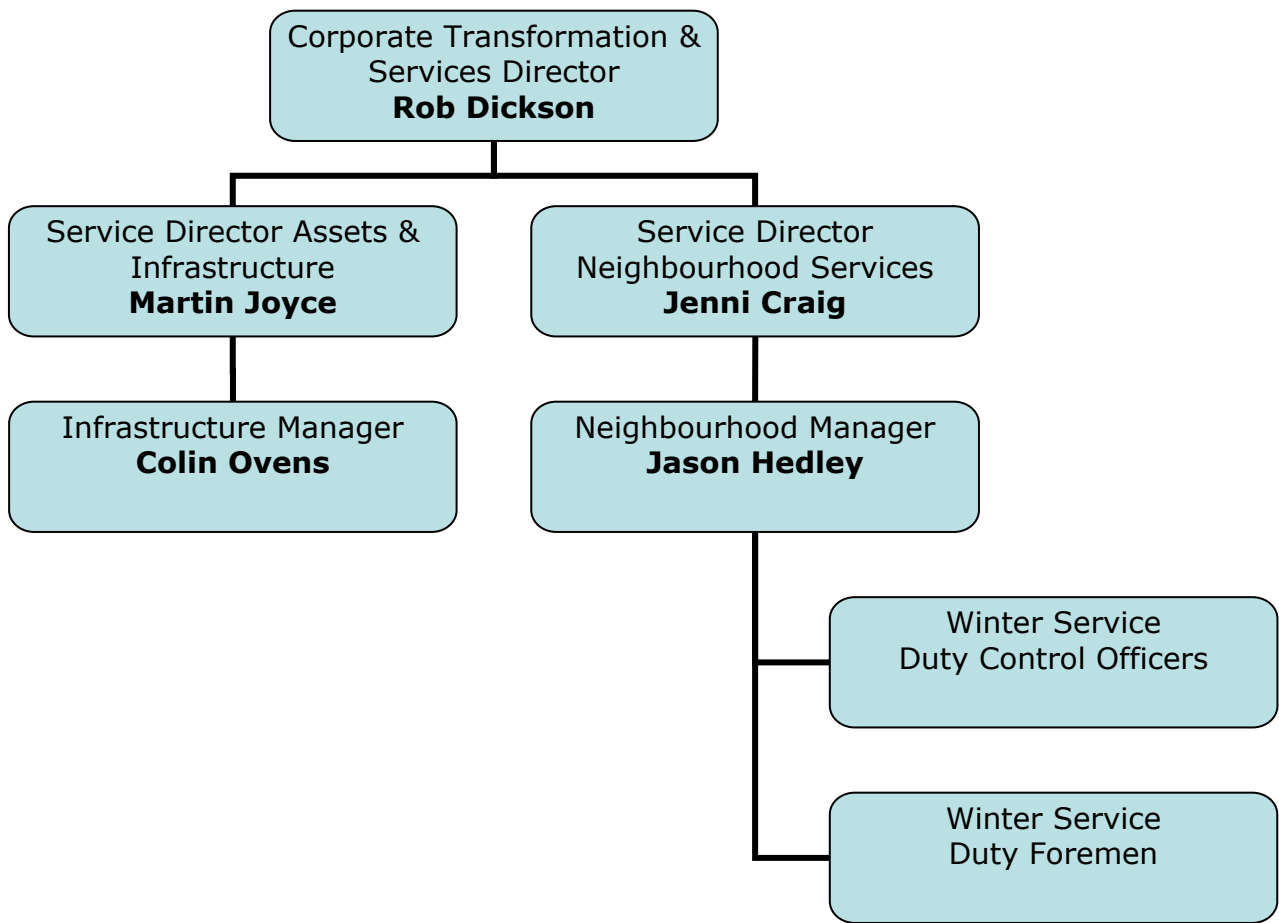 Corporate Transformation &
Services Director
Rob Dickson
Service Director Assets &
Infrastructure
Martin Joyce
Service Director
Neighbourhood Services
Jenni Craig
Infrastructure Manager
Colin Ovens
Neighbourhood Manager
Jason Hedley
Winter Service
Duty Control Officers
Winter Service
Duty Foremen